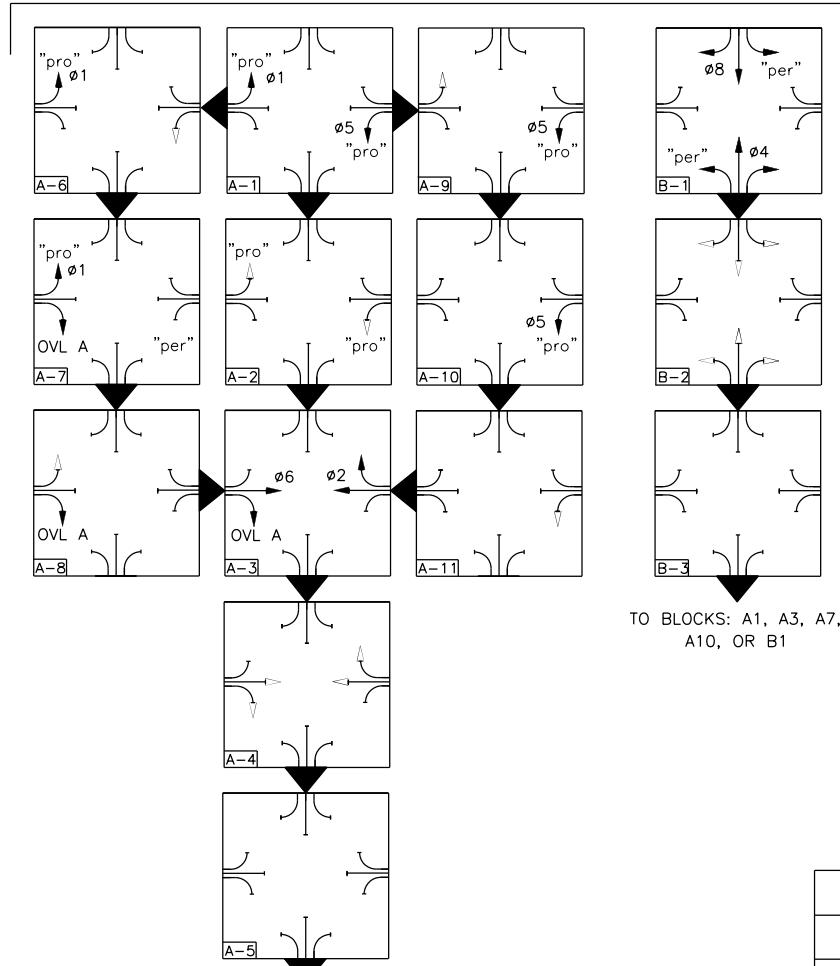 "pro"
ø1
A-6
"pro"
ø1
ø5
"pro"
A-1
ø5
"pro"
A-9
ø8
"per"
"per"
ø4
B-1
"pro"
ø1
OVL A
"per"
A-7
"pro"
"pro"
A-2
ø5
"pro"
A-10
B-2
OVL A
A-8
ø6
ø2
OVL A
A-3
A-11
B-3
TO BLOCKS: A1, A3, A7,
A10, OR B1
A-4
A-5